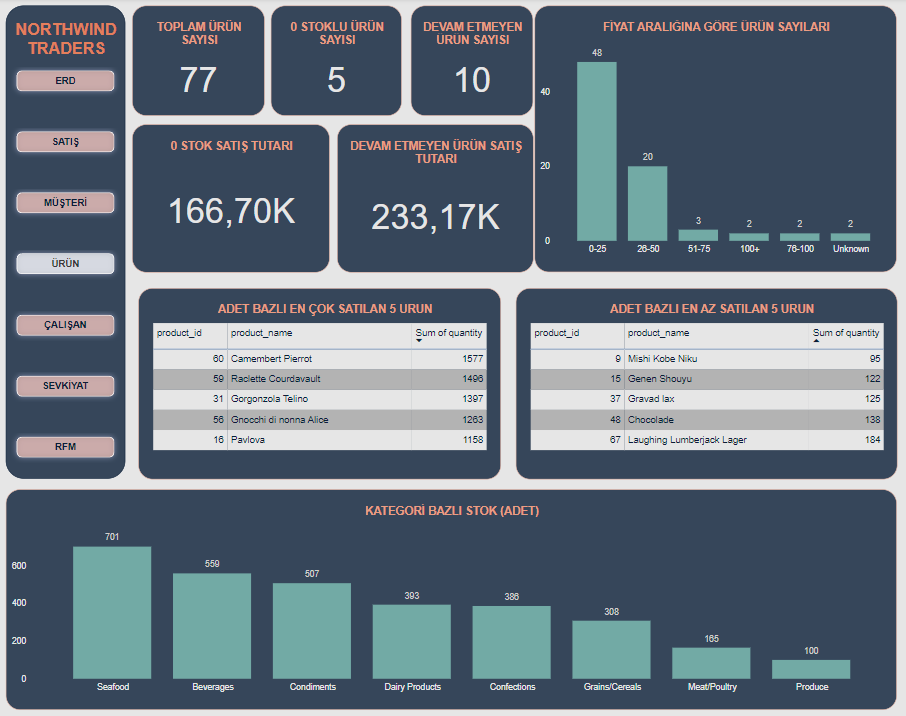 NORTHWIND
TRADERS
ERD
SATIŞ
MÜŞTERİ
ÜRÜN
ÇALIŞAN
SEVKİYAT
RFM
TOPLAM ÜRÜN
SAYISI
77
0 STOKLU ÜRÜN
SAYISI
5
DEVAM ETMEYEN
ÜRÜN SAYISI
10
0 STOK SATIŞ TUTARI
166,70K
DEVAM ETMEYEN ÜRÜN SATIŞ
TUTARI
233,17K
FİYAT ARALIĞINA GÖRE ÜRÜN SAYILARI
48
40
20
20
3
2
2
2
0
0-25 26-50 51-75 100+ 76-100 Unknown
ADET BAZLI EN ÇOK SATILAN 5 URUN
product_id product_name Sum of quantity
60 Camembert Pierrot 1577
59 Raclette Courdavault 1496
31 Gorgonzola Telino 1397
56 Gnocchi di nonna Alice 1263
16 Pavlova 1158
ADET BAZLI EN AZ SATILAN 5 URUN
product_id product_name Sum of quantity
9 Mishi Kobe Niku 95
15 Genen Shouyu 122
37 Gravad lax 125
48 Chocolade 138
67 Laughing Lumberjack Lager 184
KATEGORİ BAZLI STOK (ADET)
701
559
507
393
386
308
165
100
600
400
200
0
Seafood Beverages Condiments Dairy Products Confections Grains/Cereals Meat/Poultry Produce